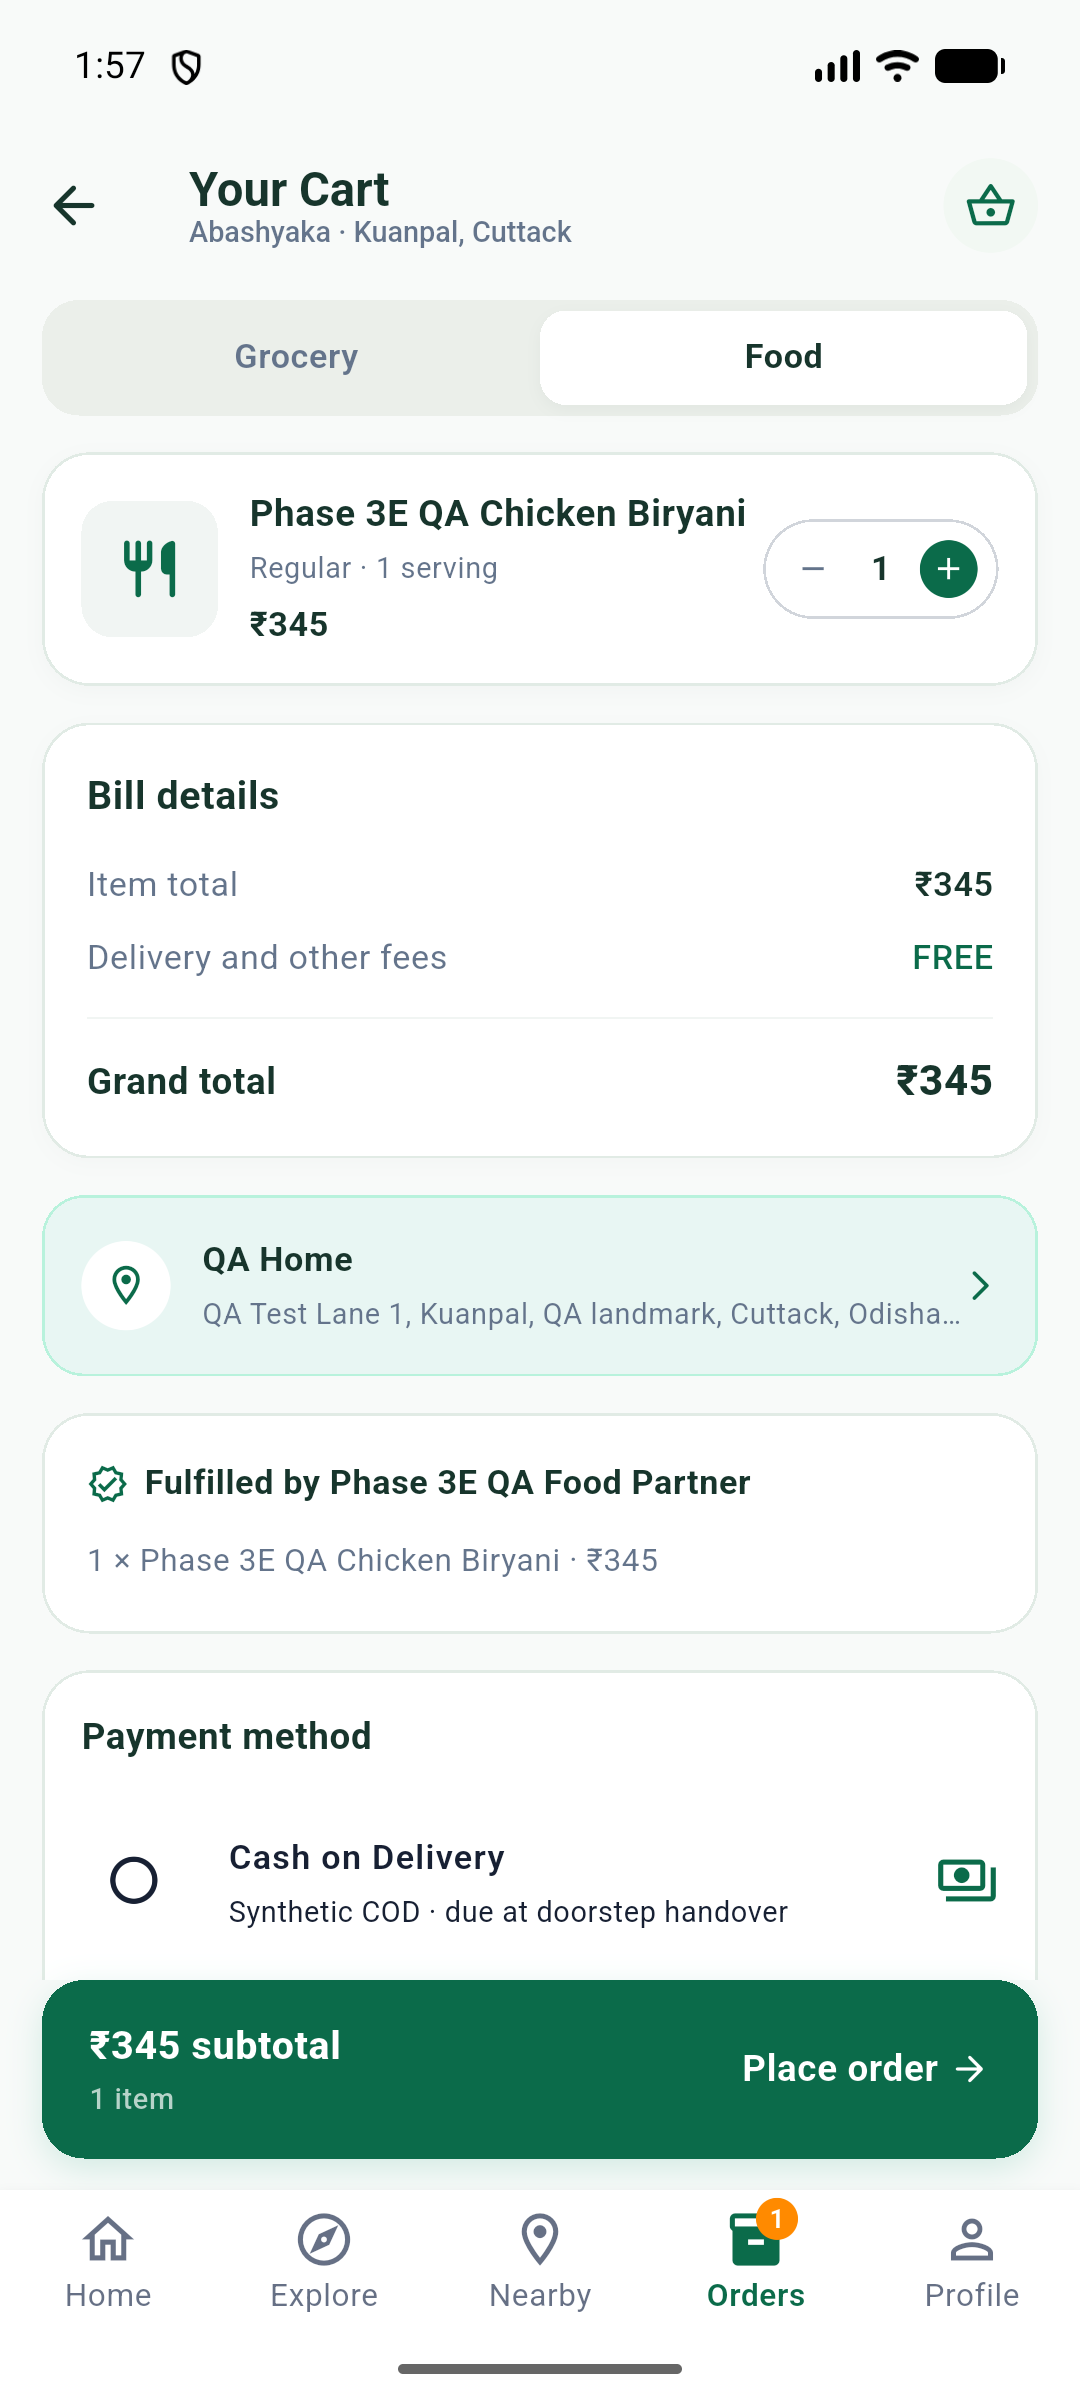 1:57
Your Cart
Abashyaka · Kuanpal, Cuttack
Grocery
Food
Phase 3E QA Chicken Biryani
Regular · 1 serving
₹345
1
Bill details
Item total ₹345
Delivery and other fees FREE
Grand total ₹345
QA Home
QA Test Lane 1, Kuanpal, QA landmark, Cuttack, Odisha...
Fulfilled by Phase 3E QA Food Partner
1 × Phase 3E QA Chicken Biryani · ₹345
Payment method
Cash on Delivery
Synthetic COD · due at doorstep handover
₹345 subtotal
1 item
Place order
1
Home
Explore
Nearby
Orders
Profile